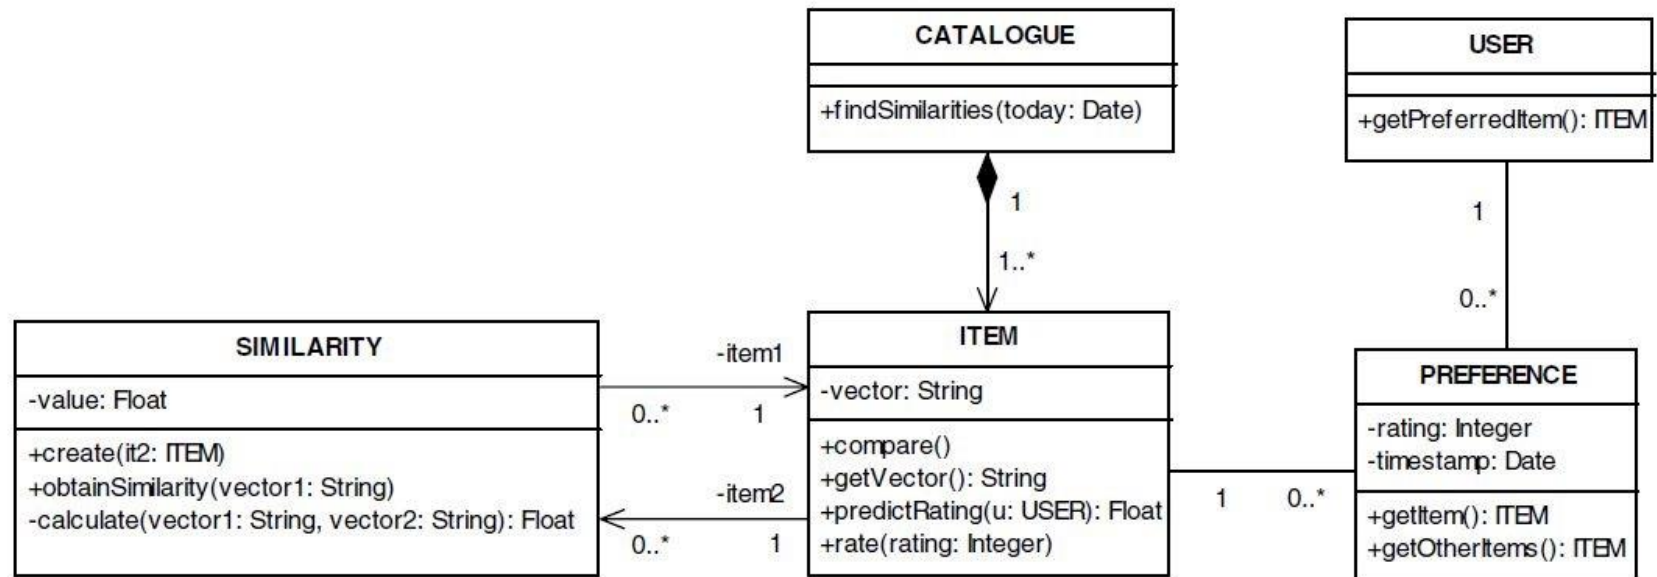 CATALOGUE
+findSimilarities(today: Date)
1
1..*
USER
+getPreferredItem(): ITEM
1
0..*
SIMILARITY
-value: Float
+create(it2: ITEM)
+obtainSimilarity(vector1: String)
-calculate(vector1: String, vector2: String): Float
-item1
0..* 1
-item2
0..* 1
ITEM
-vector: String
+compare()
+getVector(): String
+predictRating(u: USER): Float
+rate(rating: Integer)
1 0..*
PREFERENCE
-rating: Integer
-timestamp: Date
+getItem(): ITEM
+getOtherItems(): ITEM